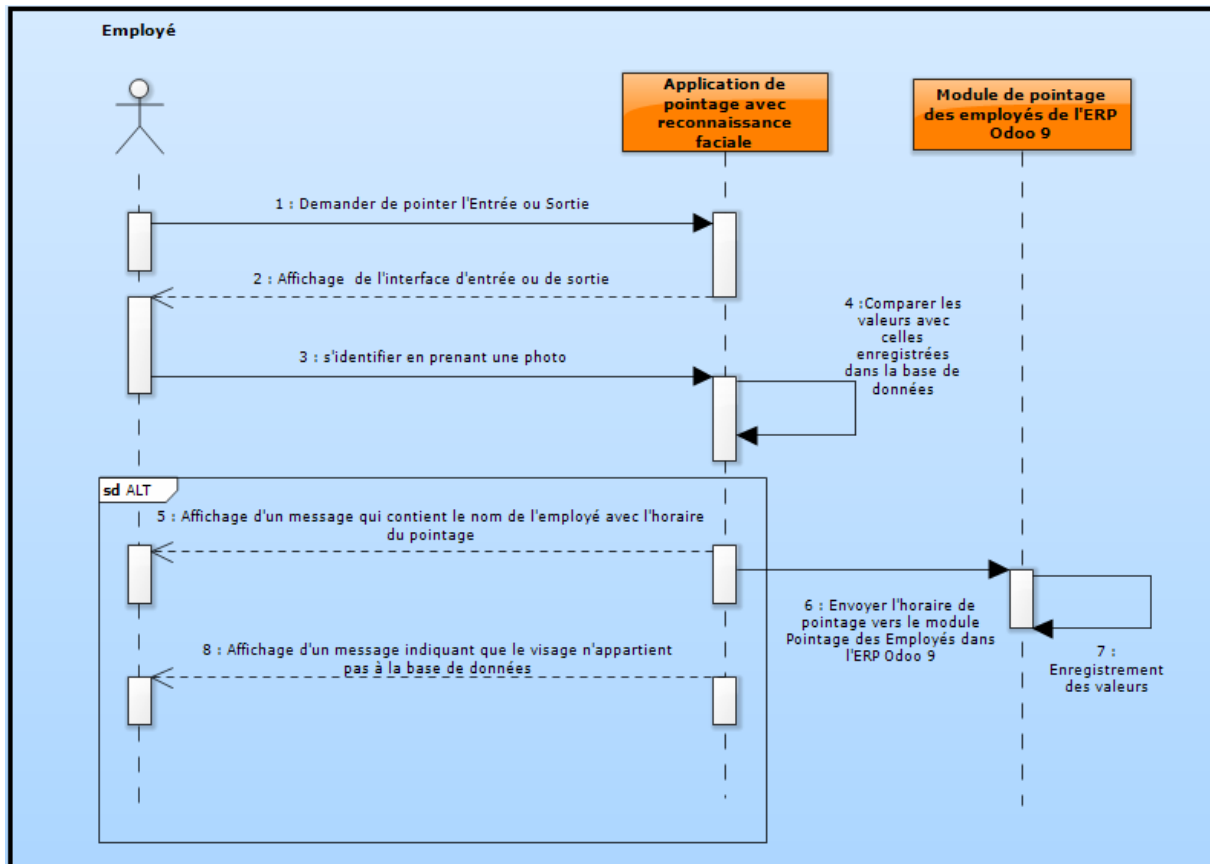 Employé
Application de
pointage avec
reconnaissance
faciale
Module de pointage
des employés de l'ERP
Odoo 9
1 : Demander de pointer l'Entrée ou Sortie
2 : Affichage de l'interface d'entrée ou de sortie
3 : s'identifier en prenant une photo
4 :Comparer les
valeurs avec
celles
enregistrées
dans la base de
données
sd ALT
5 : Affichage d'un message qui contient le nom de l'employé avec l'horaire
du pointage
6 : Envoyer l'horaire de
pointage vers le module
Pointage des Employés dans
l'ERP Odoo 9
7 :
Enregistrement
des valeurs
8 : Affichage d'un message indiquant que le visage n'appartient
pas à la base de données